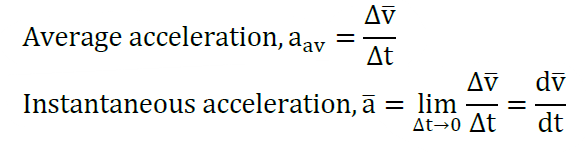 Average acceleration, a_av = Δv̅/Δt
Instantaneous acceleration, a̅ = lim_(Δt→0) Δv̅/Δt = dv̅/dt